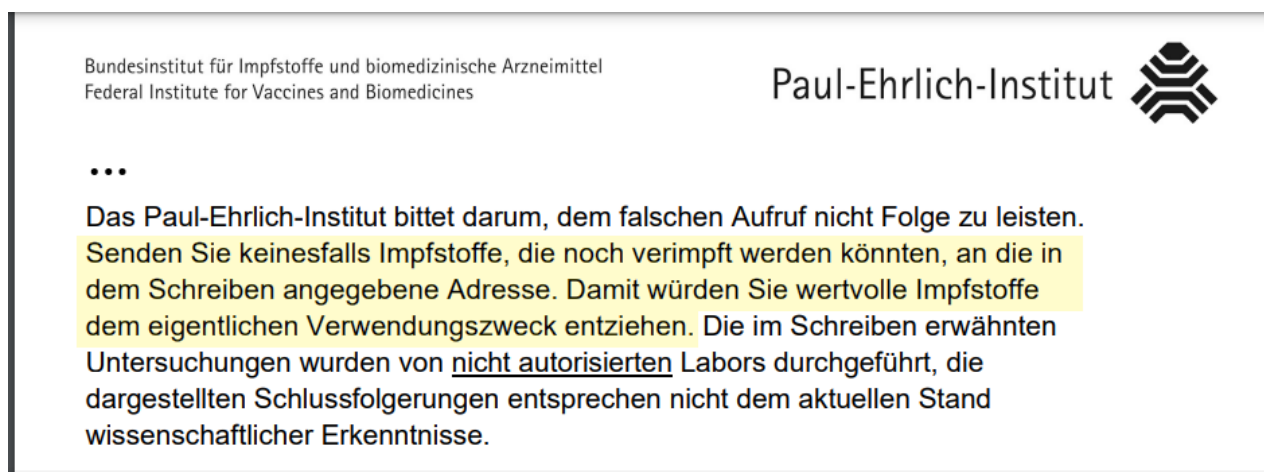 Bundesinstitut für Impfstoffe und biomedizinische Arzneimittel
Federal Institute for Vaccines and Biomedicines
Paul-Ehrlich-Institut
...
Das Paul-Ehrlich-Institut bittet darum, dem falschen Aufruf nicht Folge zu leisten.
Senden Sie keinesfalls Impfstoffe, die noch verimpft werden könnten, an die in
dem Schreiben angegebene Adresse. Damit würden Sie wertvolle Impfstoffe
dem eigentlichen Verwendungszweck entziehen. Die im Schreiben erwähnten
Untersuchungen wurden von nicht autorisierten Labors durchgeführt, die
dargestellten Schlussfolgerungen entsprechen nicht dem aktuellen Stand
wissenschaftlicher Erkenntnisse.